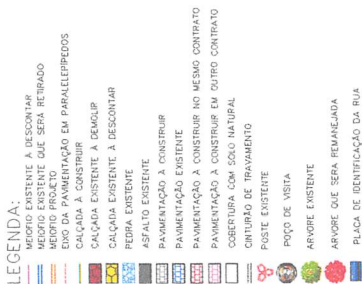 LEGENDA:
MEIOFIO EXISTENTE À DESCONTAR
MEIOFIO EXISTENTE QUE SERÁ RETIRADO
MEIOFIO PROJETO
EIXO DA PAVIMENTAÇÃO EM PARALELEPÍPEDOS
CALÇADA À CONSTRUIR
CALÇADA EXISTENTE À DEMOLIR
CALÇADA EXISTENTE À DESCONTAR
PEDRA EXISTENTE
ASFALTO EXISTENTE
PAVIMENTAÇÃO À CONSTRUIR
PAVIMENTAÇÃO EXISTENTE
PAVIMENTAÇÃO À CONSTRUIR NO MESMO CONTRATO
PAVIMENTAÇÃO À CONSTRUIR EM OUTRO CONTRATO
COBERTURA COM SOLO NATURAL
CINTURÃO DE TRAVAMENTO
POSTE EXISTENTE
POÇO DE VISITA
ARVORE EXISTENTE
ARVORE QUE SERA REMANEJADA
PLACA DE IDENTIFICAÇÃO DA RUA